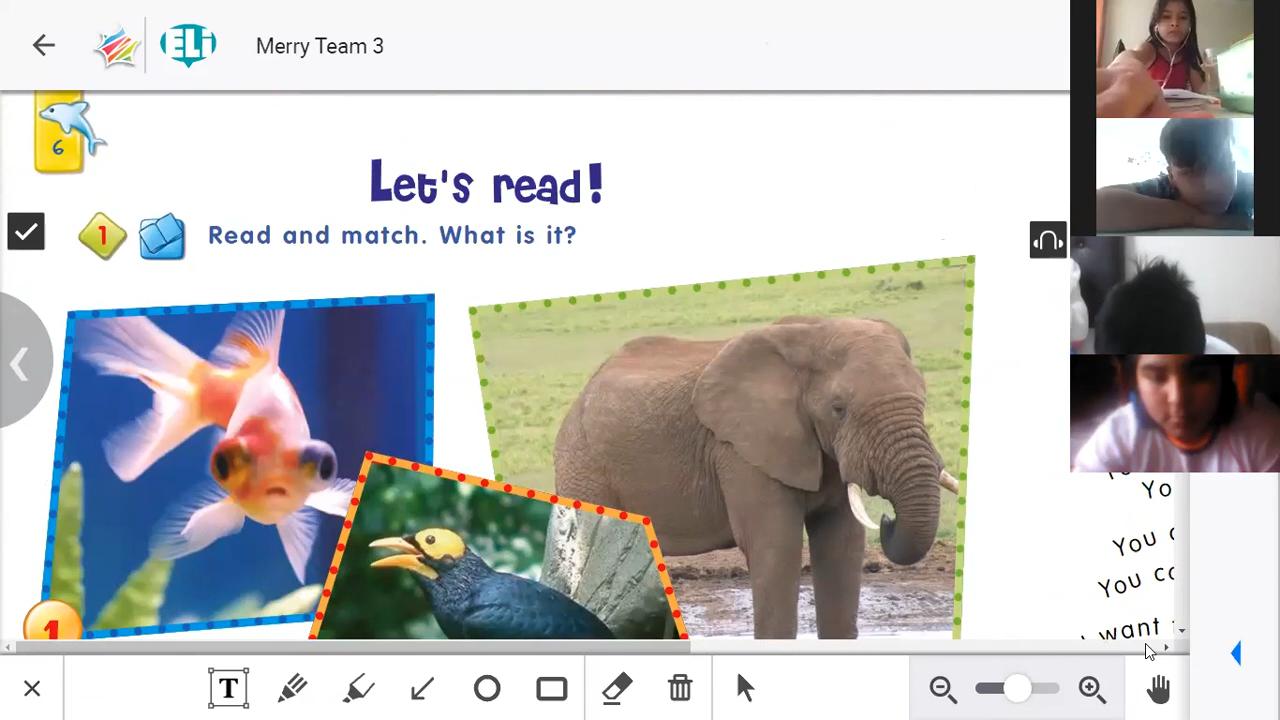 ELi
Merry Team 3
6
Let's read!
1
Read and match. What is it?
1
Yo
You
You
want
T